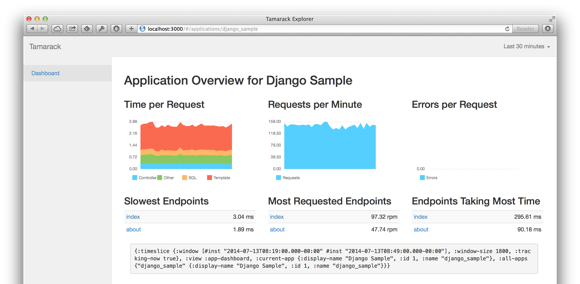 Tamarack Explorer
localhost:3000/#/applications/django_sample
Reader
Tamarack
Last 30 minutes
Dashboard
Application Overview for Django Sample
Time per Request
Requests per Minute
Errors per Request
2.88
2.16
1.44
0.72
0.00
Controller
Other
SQL
Template
158.00
118.50
79.00
39.50
0.00
Requests
0.00
Errors
Slowest Endpoints
index 3.04 ms
about 1.89 ms
Most Requested Endpoints
index 97.32 rpm
about 47.74 rpm
Endpoints Taking Most Time
index 295.61 ms
about 90.16 ms
{:timeslice {:window [#inst "2014-07-13T08:19:00.000-00:00" #inst "2014-07-13T08:49:00.000-00:00"], :window-size 1800, :tra
cking-now true}, :view :app-dashboard, :current-app {:display-name "Django Sample", :id 1, :name "django_sample"}, :all-apps
{"django_sample" {:display-name "Django Sample", :id 1, :name "django_sample"}}}